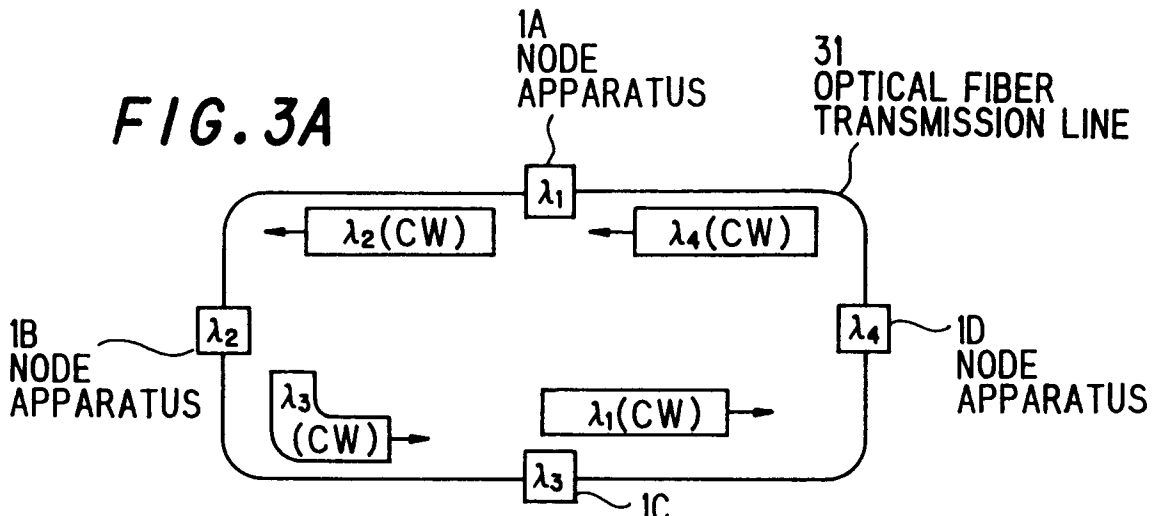 FIG.3A
1A
NODE
APPARATUS
31
OPTICAL FIBER
TRANSMISSION LINE
λ1
λ2(CW)
λ4(CW)
1B
NODE
APPARATUS
λ2
λ4
1D
NODE
APPARATUS
λ3
(CW)
λ1(CW)
λ3
1C